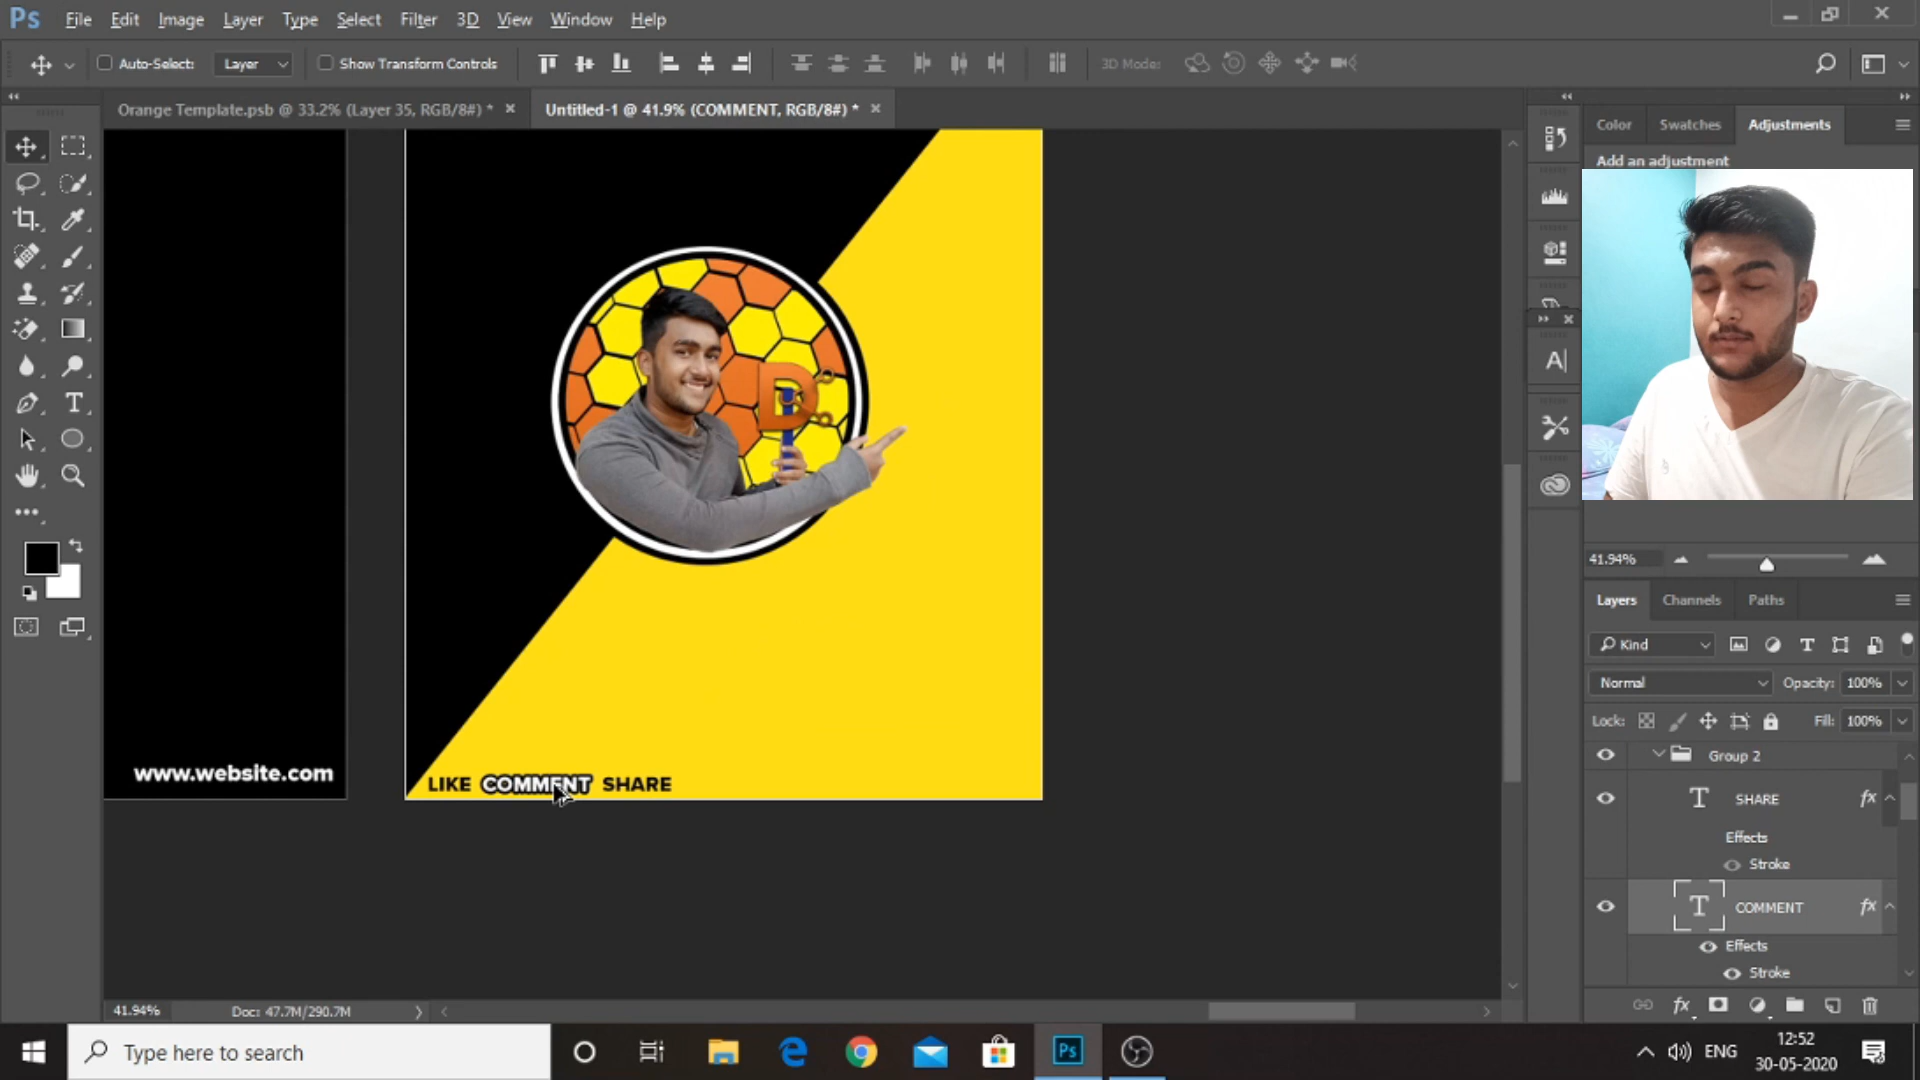 Ps File Edit Image Layer Type Select Filter 3D View Window Help
Auto-Select: Layer Show Transform Controls 3D Mode:
Orange Template.psb @ 33.2% (Layer 35, RGB/8#) * × Untitled-1 @ 41.9% (COMMENT, RGB/8#) * ×
Color Swatches Adjustments
Add an adjustment
D
A|
T
www.website.com
LIKE COMMENT SHARE
41.94%
Layers Channels Paths
Kind
Normal Opacity: 100%
Lock: Fill: 100%
Group 2
T SHARE fx
Effects
Stroke
T COMMENT fx
Effects
Stroke
fx
41.94% Doc: 47.7M/290.7M
Type here to search
Ps
ENG
12:52
30-05-2020